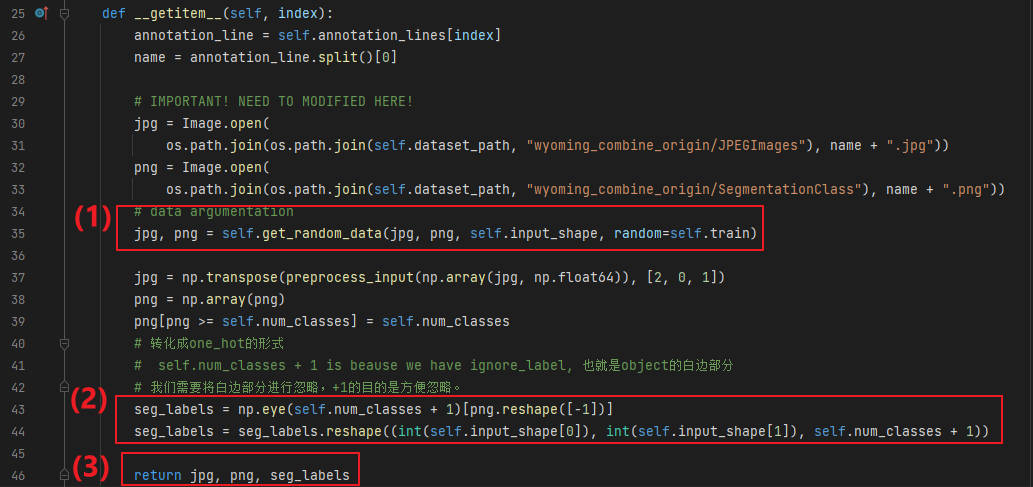 25 def __getitem__(self, index):
26 annotation_line = self.annotation_lines[index]
27 name = annotation_line.split()[0]
28
29 # IMPORTANT! NEED TO MODIFIED HERE!
30 jpg = Image.open(
31 os.path.join(os.path.join(self.dataset_path, "wyoming_combine_origin/JPEGImages"), name + ".jpg"))
32 png = Image.open(
33 os.path.join(os.path.join(self.dataset_path, "wyoming_combine_origin/SegmentationClass"), name + ".png"))
34 # data argumentation
(1)
35 jpg, png = self.get_random_data(jpg, png, self.input_shape, random=self.train)
36
37 jpg = np.transpose(preprocess_input(np.array(jpg, np.float64)), [2, 0, 1])
38 png = np.array(png)
39 png[png >= self.num_classes] = self.num_classes
40 # 转化成one_hot的形式
41 #  self.num_classes + 1 is beause we have ignore_label, 也就是object的白边部分
42 # 我们需要将白边部分进行忽略，+1的目的是方便忽略。
(2)
43 seg_labels = np.eye(self.num_classes + 1)[png.reshape([-1])]
44 seg_labels = seg_labels.reshape((int(self.input_shape[0]), int(self.input_shape[1]), self.num_classes + 1))
45
(3)
46 return jpg, png, seg_labels